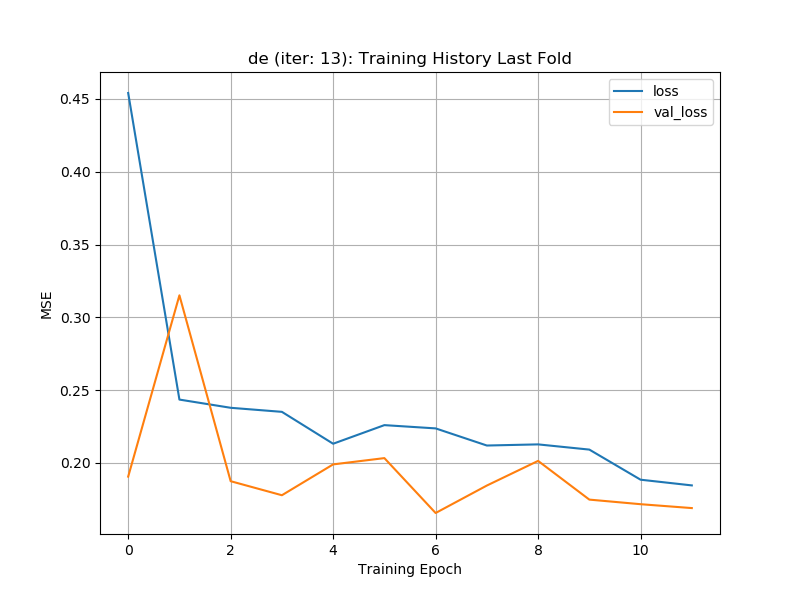 de (iter: 13): Training History Last Fold
loss
val_loss
0.45
0.40
0.35
0.30
0.25
0.20
MSE
0 2 4 6 8 10
Training Epoch